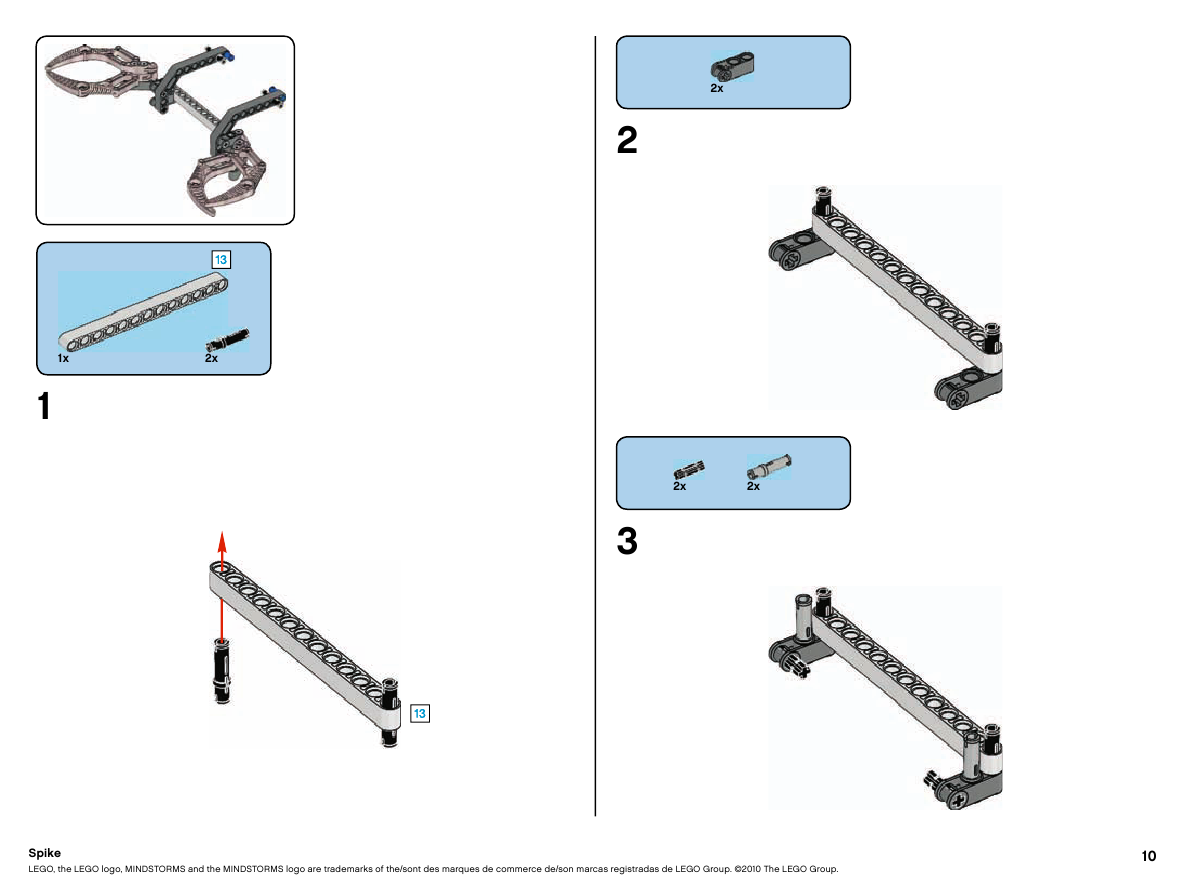 13
1x
2x
1
13
2x
2
2x
2x
3
Spike
LEGO, the LEGO logo, MINDSTORMS and the MINDSTORMS logo are trademarks of the/sont des marques de commerce de/son marcas registradas de LEGO Group. ©2010 The LEGO Group.
10